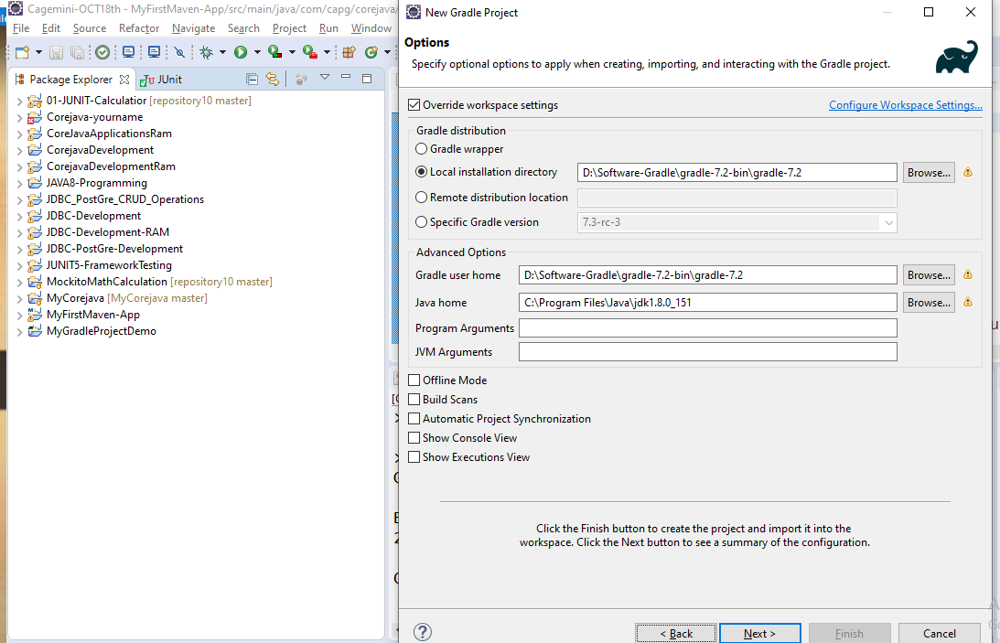 Cagemini-OCT18th - MyFirstMaven-App/src/main/java/com/capg/corejava/
File Edit Source Refactor Navigate Search Project Run Window
Package Explorer JUnit
01-JUNIT-Calculatior [repository10 master]
Corejava-yourname
CoreJavaApplicationsRam
CorejavaDevelopment
CorejavaDevelopmentRam
JAVA8-Programming
JDBC_PostGre_CRUD_Operations
JDBC-Development
JDBC-Development-RAM
JDBC-PostGre-Development
JUNIT5-FrameworkTesting
MockitoMathCalculation [repository10 master]
MyCorejava [MyCorejava master]
MyFirstMaven-App
MyGradleProjectDemo
New Gradle Project
Options
Specify optional options to apply when creating, importing, and interacting with the Gradle project.
Override workspace settings Configure Workspace Settings...
Gradle distribution
Gradle wrapper
Local installation directory D:\Software-Gradle\gradle-7.2-bin\gradle-7.2 Browse...
Remote distribution location
Specific Gradle version 7.3-rc-3
Advanced Options
Gradle user home D:\Software-Gradle\gradle-7.2-bin\gradle-7.2 Browse...
Java home C:\Program Files\Java\jdk1.8.0_151 Browse...
Program Arguments
JVM Arguments
Offline Mode
Build Scans
Automatic Project Synchronization
Show Console View
Show Executions View
Click the Finish button to create the project and import it into the
workspace. Click the Next button to see a summary of the configuration.
? < Back Next > Finish Cancel